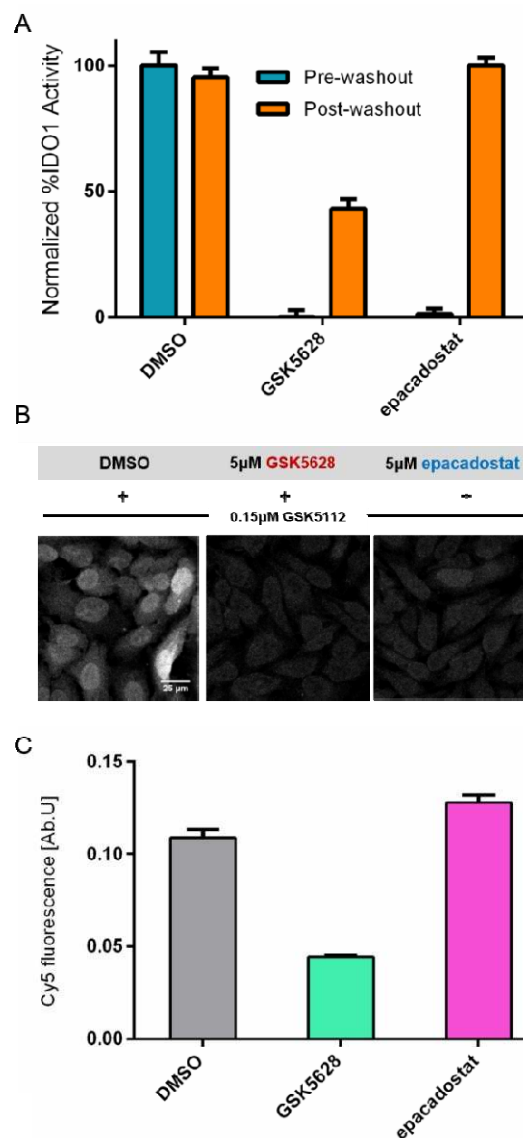 A
Normalized %IDO1 Activity
100
50
0
Pre-washout
Post-washout
DMSO
GSK5628
epacadostat
B
DMSO 5µM GSK5628 5µM epacadostat
+ + -
0.15µM GSK5112
25 µm
C
Cy5 fluorescence [Ab.U]
0.15
0.10
0.05
0.00
DMSO
GSK5628
epacadostat